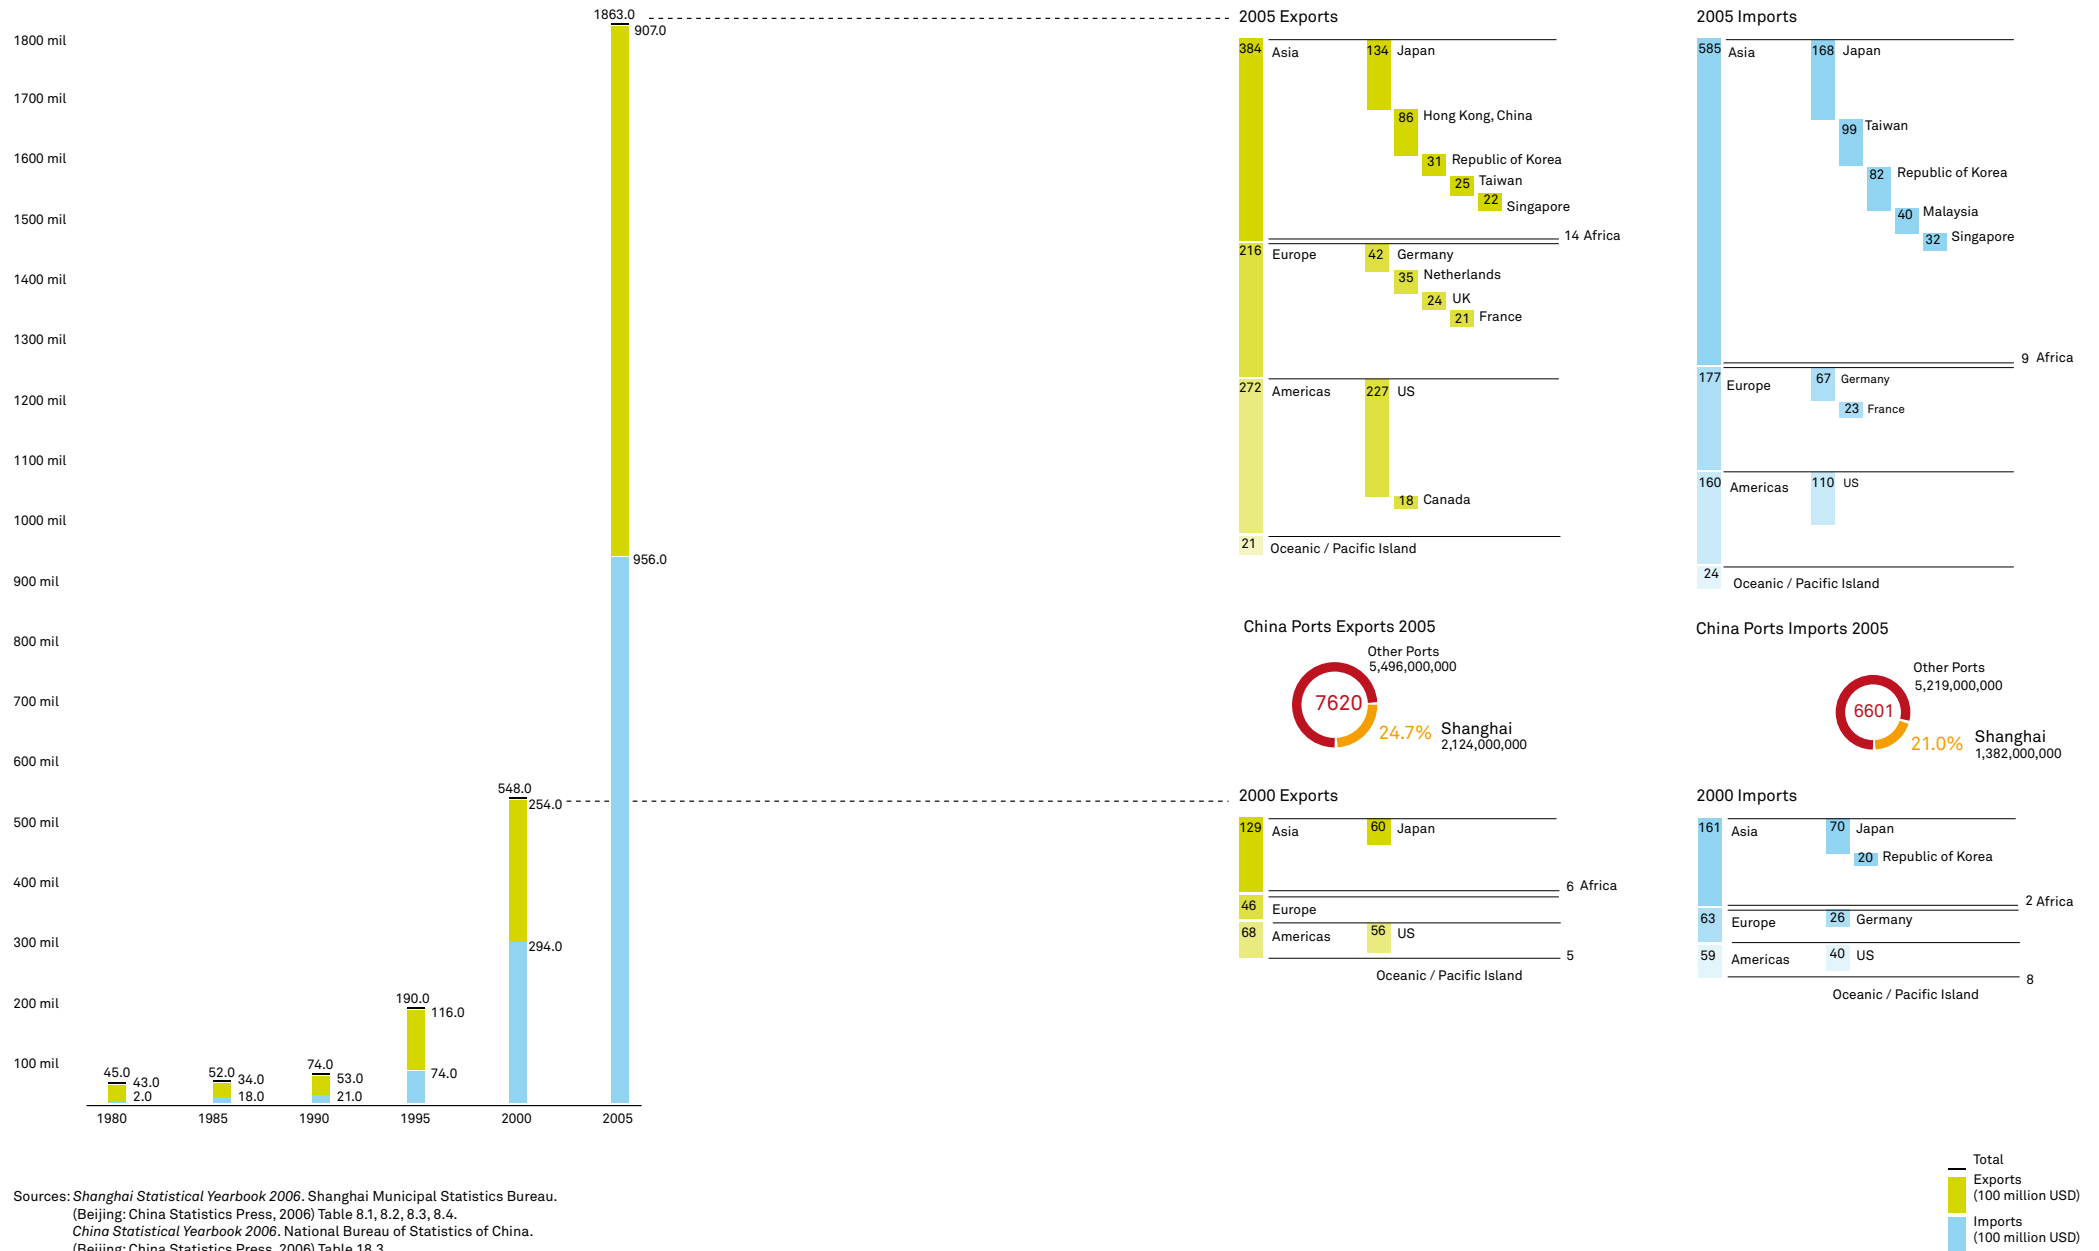 1800 mil
1700 mil
1600 mil
1500 mil
1400 mil
1300 mil
1200 mil
1100 mil
1000 mil
900 mil
800 mil
700 mil
600 mil
500 mil
400 mil
300 mil
200 mil
100 mil
45.0
43.0
2.0
52.0
34.0
18.0
74.0
53.0
21.0
190.0
116.0
74.0
548.0
254.0
294.0
1863.0
907.0
956.0
1980
1985
1990
1995
2000
2005
2005 Exports
384 Asia
134 Japan
86 Hong Kong, China
31 Republic of Korea
25 Taiwan
22 Singapore
14 Africa
216 Europe
42 Germany
35 Netherlands
24 UK
21 France
272 Americas
227 US
18 Canada
21 Oceanic / Pacific Island
2005 Imports
585 Asia
168 Japan
99 Taiwan
82 Republic of Korea
40 Malaysia
32 Singapore
9 Africa
177 Europe
67 Germany
23 France
160 Americas
110 US
24 Oceanic / Pacific Island
China Ports Exports 2005
Other Ports
5,496,000,000
7620
24.7%
Shanghai
2,124,000,000
China Ports Imports 2005
Other Ports
5,219,000,000
6601
21.0%
Shanghai
1,382,000,000
2000 Exports
129 Asia
60 Japan
6 Africa
46 Europe
68 Americas
56 US
5
Oceanic / Pacific Island
2000 Imports
161 Asia
70 Japan
20 Republic of Korea
2 Africa
63 Europe
26 Germany
59 Americas
40 US
8
Oceanic / Pacific Island
Total
Exports
(100 million USD)
Imports
(100 million USD)
Sources: Shanghai Statistical Yearbook 2006. Shanghai Municipal Statistics Bureau.
(Beijing: China Statistics Press, 2006) Table 8.1, 8.2, 8.3, 8.4.
China Statistical Yearbook 2006. National Bureau of Statistics of China.
(Beijing: China Statistics Press, 2006) Table 18.3